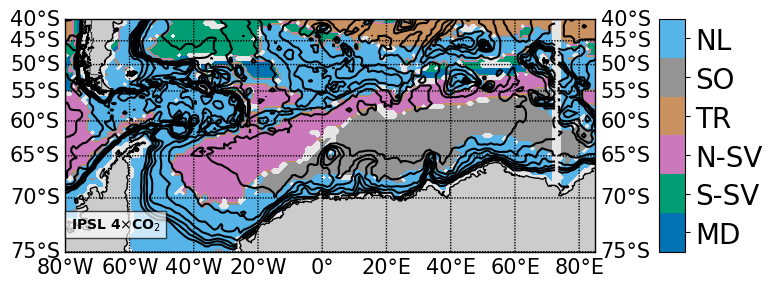 40°S 40°S
45°S 45°S
50°S 50°S
55°S 55°S
60°S 60°S
65°S 65°S
70°S 70°S
75°S 75°S
IPSL 4×CO₂
80°W 60°W 40°W 20°W 0° 20°E 40°E 60°E 80°E
NL
SO
TR
N-SV
S-SV
MD